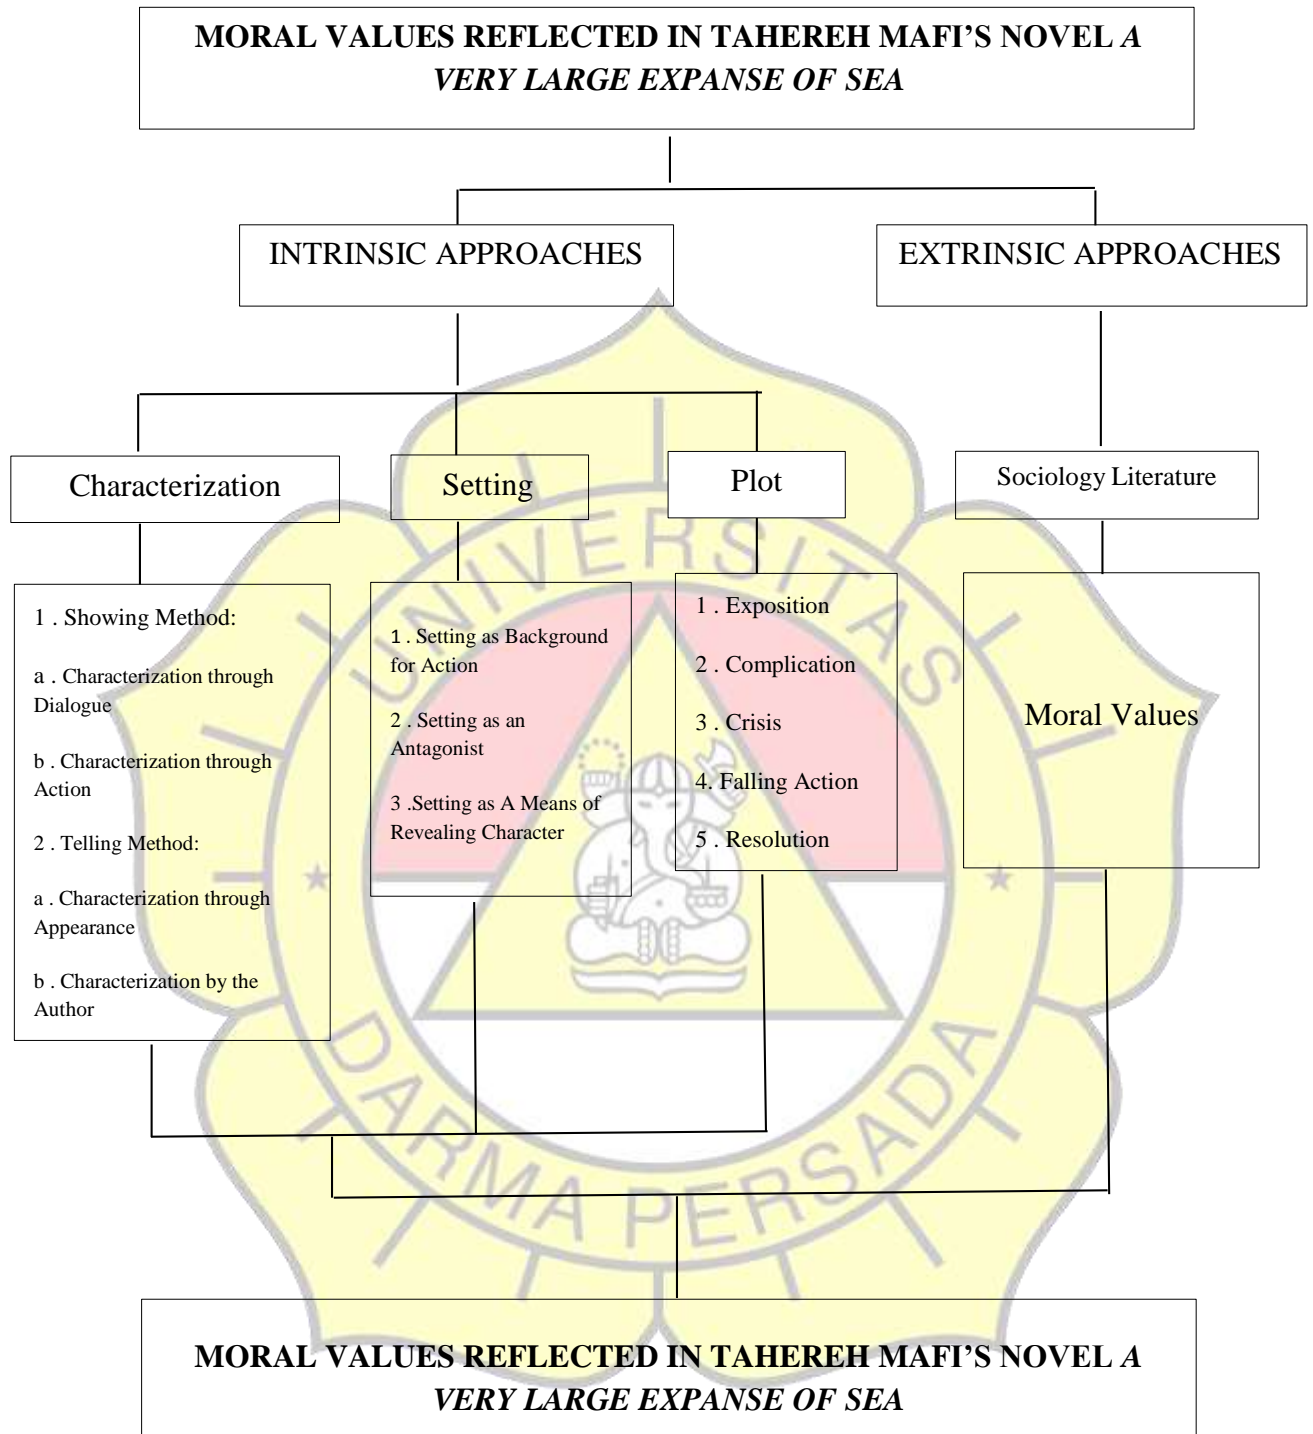 MORAL VALUES REFLECTED IN TAHEREH MAFI'S NOVEL A
VERY LARGE EXPANSE OF SEA
INTRINSIC APPROACHES
EXTRINSIC APPROACHES
Characterization
Setting
Plot
Sociology Literature
1 . Showing Method:
a . Characterization through
Dialogue
b . Characterization through
Action
2 . Telling Method:
a . Characterization through
Appearance
b . Characterization by the
Author
1 . Setting as Background
for Action
2 . Setting as an
Antagonist
3 .Setting as A Means of
Revealing Character
1 . Exposition
2 . Complication
3 . Crisis
4. Falling Action
5 . Resolution
Moral Values
UNIVERSITAS
DARMA PERSADA
MORAL VALUES REFLECTED IN TAHEREH MAFI'S NOVEL A
VERY LARGE EXPANSE OF SEA